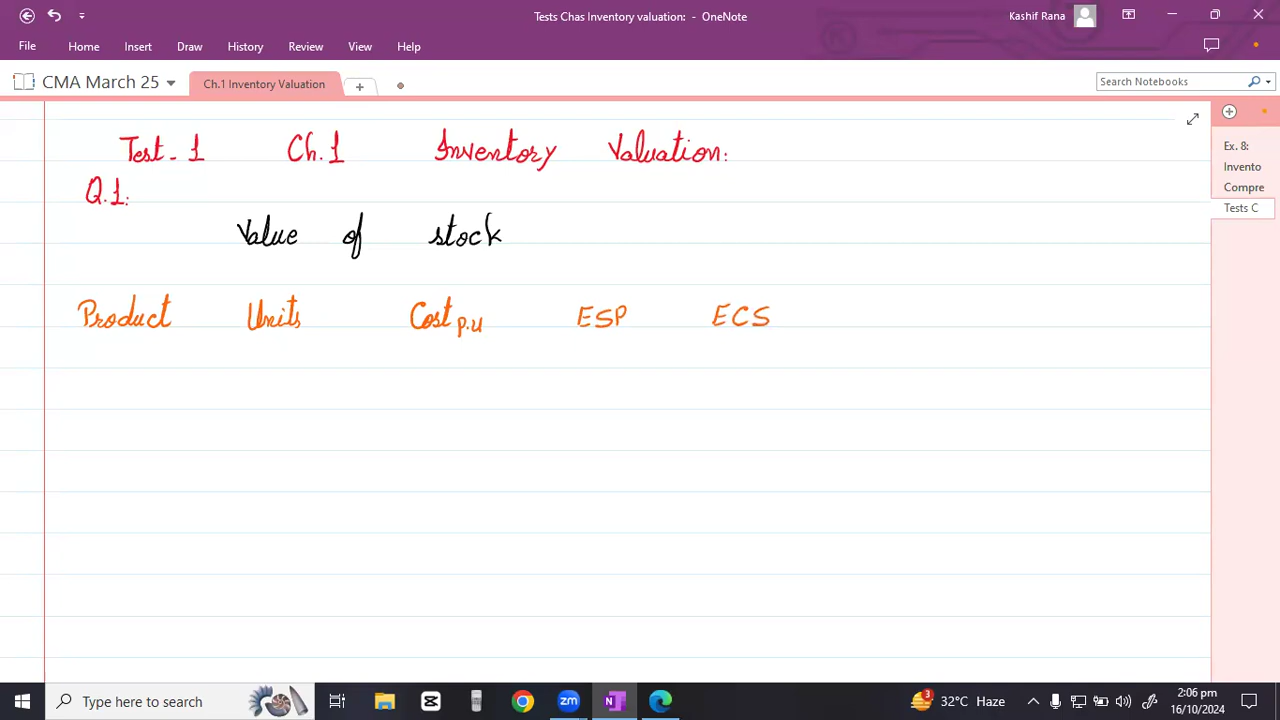 Tests Chas Inventory valuation: - OneNote
Kashif Rana
File Home Insert Draw History Review View Help
CMA March 25
Ch.1 Inventory Valuation
Search Notebooks
Test - 1 Ch.1 Inventory Valuation:
Q.1:
Value of stock
Product Units Cost p.u ESP ECS
Ex. 8:
Invento
Compre
Tests C
Type here to search
3
32°C Haze
2:06 pm
16/10/2024